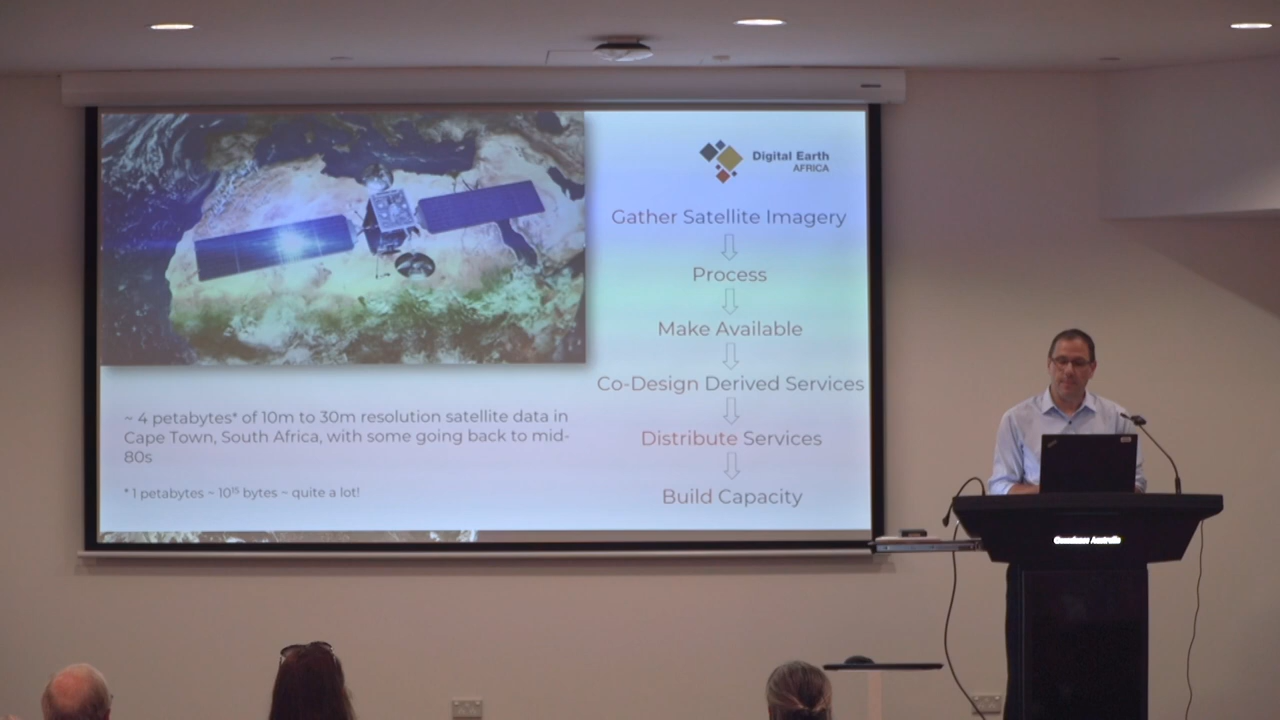 Digital Earth
AFRICA
Gather Satellite Imagery
Process
Make Available
Co-Design Derived Services
Distribute Services
Build Capacity
~ 4 petabytes* of 10m to 30m resolution satellite data in
Cape Town, South Africa, with some going back to mid-
80s
* 1 petabytes ~ 10¹⁵ bytes ~ quite a lot!
Geoscience Australia